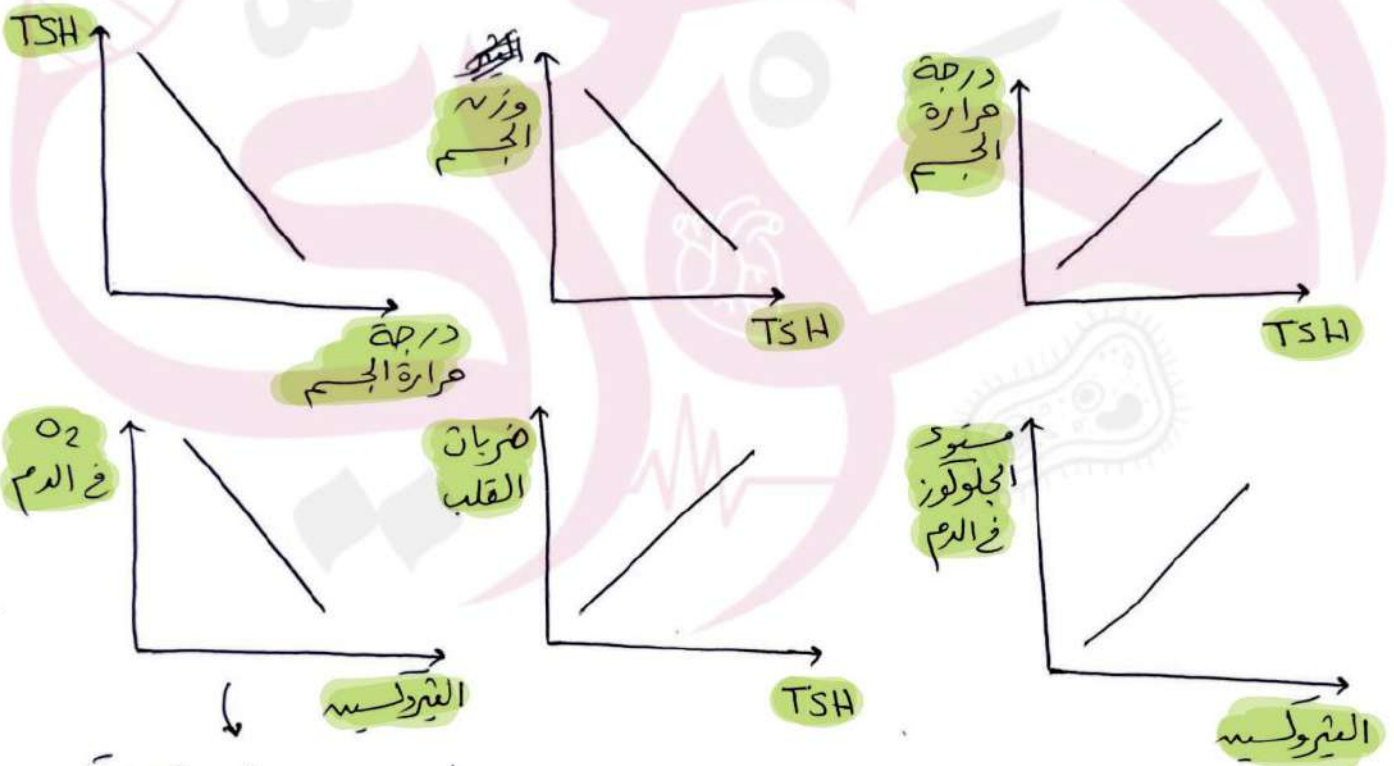 TSH
درجة
حرارة الجسم
وزن
الجسم
TSH
درجة
حرارة
الجسم
TSH
O2
في الدم
الثيروكسين
ضربات
القلب
TSH
مستوى
الجلوكوز
في الدم
الثيروكسين